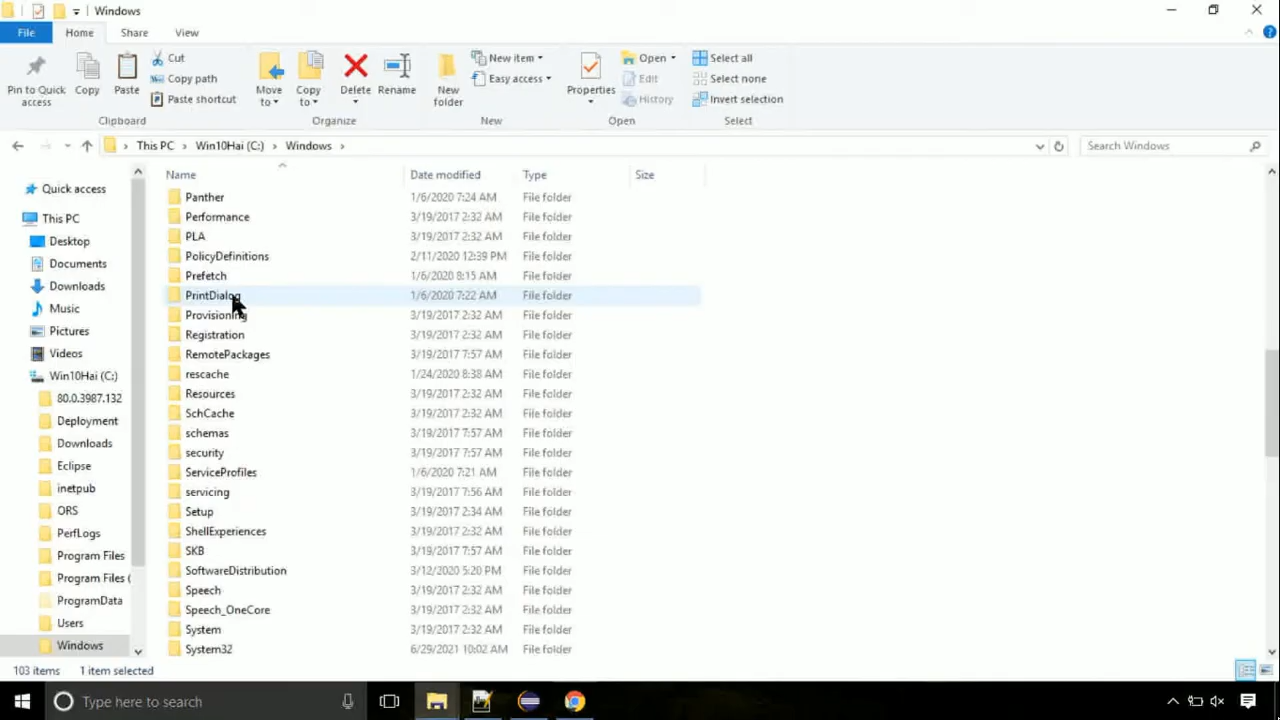 Windows
File Home Share View
Pin to Quick access
Copy
Paste
Cut
Copy path
Paste shortcut
Clipboard
Move to
Copy to
Delete
Rename
Organize
New folder
New item
Easy access
New
Properties
Open
Edit
History
Open
Select all
Select none
Invert selection
Select
This PC Win10Hai (C:) Windows
Search Windows
Quick access
This PC
Desktop
Documents
Downloads
Music
Pictures
Videos
Win10Hai (C:)
80.0.3987.132
Deployment
Downloads
Eclipse
inetpub
ORS
PerfLogs
Program Files
Program Files (
ProgramData
Users
Windows
Name Date modified Type Size
Panther 1/6/2020 7:24 AM File folder
Performance 3/19/2017 2:32 AM File folder
PLA 3/19/2017 2:32 AM File folder
PolicyDefinitions 2/11/2020 12:39 PM File folder
Prefetch 1/6/2020 8:15 AM File folder
PrintDialog 1/6/2020 7:22 AM File folder
Provisioning 3/19/2017 2:32 AM File folder
Registration 3/19/2017 2:32 AM File folder
RemotePackages 3/19/2017 7:57 AM File folder
rescache 1/24/2020 8:38 AM File folder
Resources 3/19/2017 2:32 AM File folder
SchCache 3/19/2017 2:32 AM File folder
schemas 3/19/2017 7:57 AM File folder
security 3/19/2017 7:57 AM File folder
ServiceProfiles 1/6/2020 7:21 AM File folder
servicing 3/19/2017 7:56 AM File folder
Setup 3/19/2017 2:34 AM File folder
ShellExperiences 3/19/2017 2:32 AM File folder
SKB 3/19/2017 7:57 AM File folder
SoftwareDistribution 3/12/2020 5:20 PM File folder
Speech 3/19/2017 2:32 AM File folder
Speech_OneCore 3/19/2017 2:32 AM File folder
System 3/19/2017 2:32 AM File folder
System32 6/29/2021 10:02 AM File folder
103 items 1 item selected
Type here to search